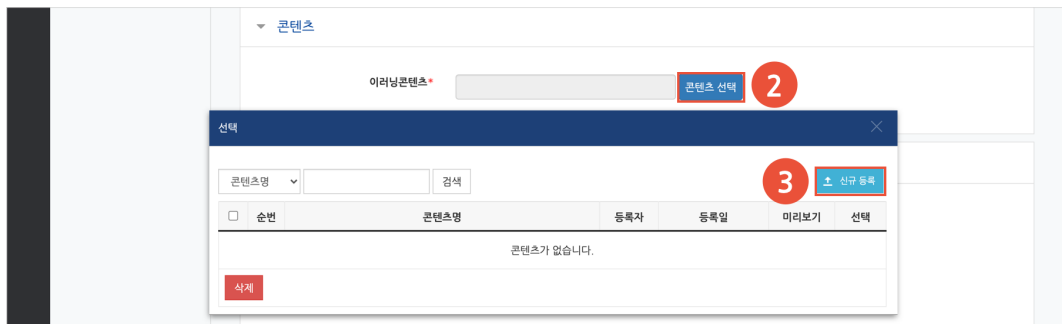 콘텐츠
이러닝콘텐츠*
콘텐츠 선택
2
선택
콘텐츠명
검색
3
신규 등록
순번 콘텐츠명 등록자 등록일 미리보기 선택
콘텐츠가 없습니다.
삭제